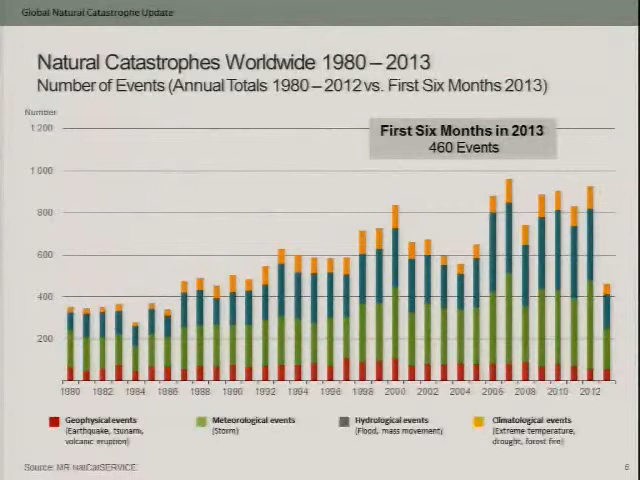 Global Natural Catastrophe Update
Natural Catastrophes Worldwide 1980 – 2013
Number of Events (Annual Totals 1980 – 2012 vs. First Six Months 2013)
Number
First Six Months in 2013
460 Events
1 200
1 000
800
600
400
200
1980 1982 1984 1986 1988 1990 1992 1994 1996 1998 2000 2002 2004 2006 2008 2010 2012
Geophysical events
(Earthquake, tsunami,
volcanic eruption)
Meteorological events
(Storm)
Hydrological events
(Flood, mass movement)
Climatological events
(Extreme temperature,
drought, forest fire)
Source: MR NatCatSERVICE
6